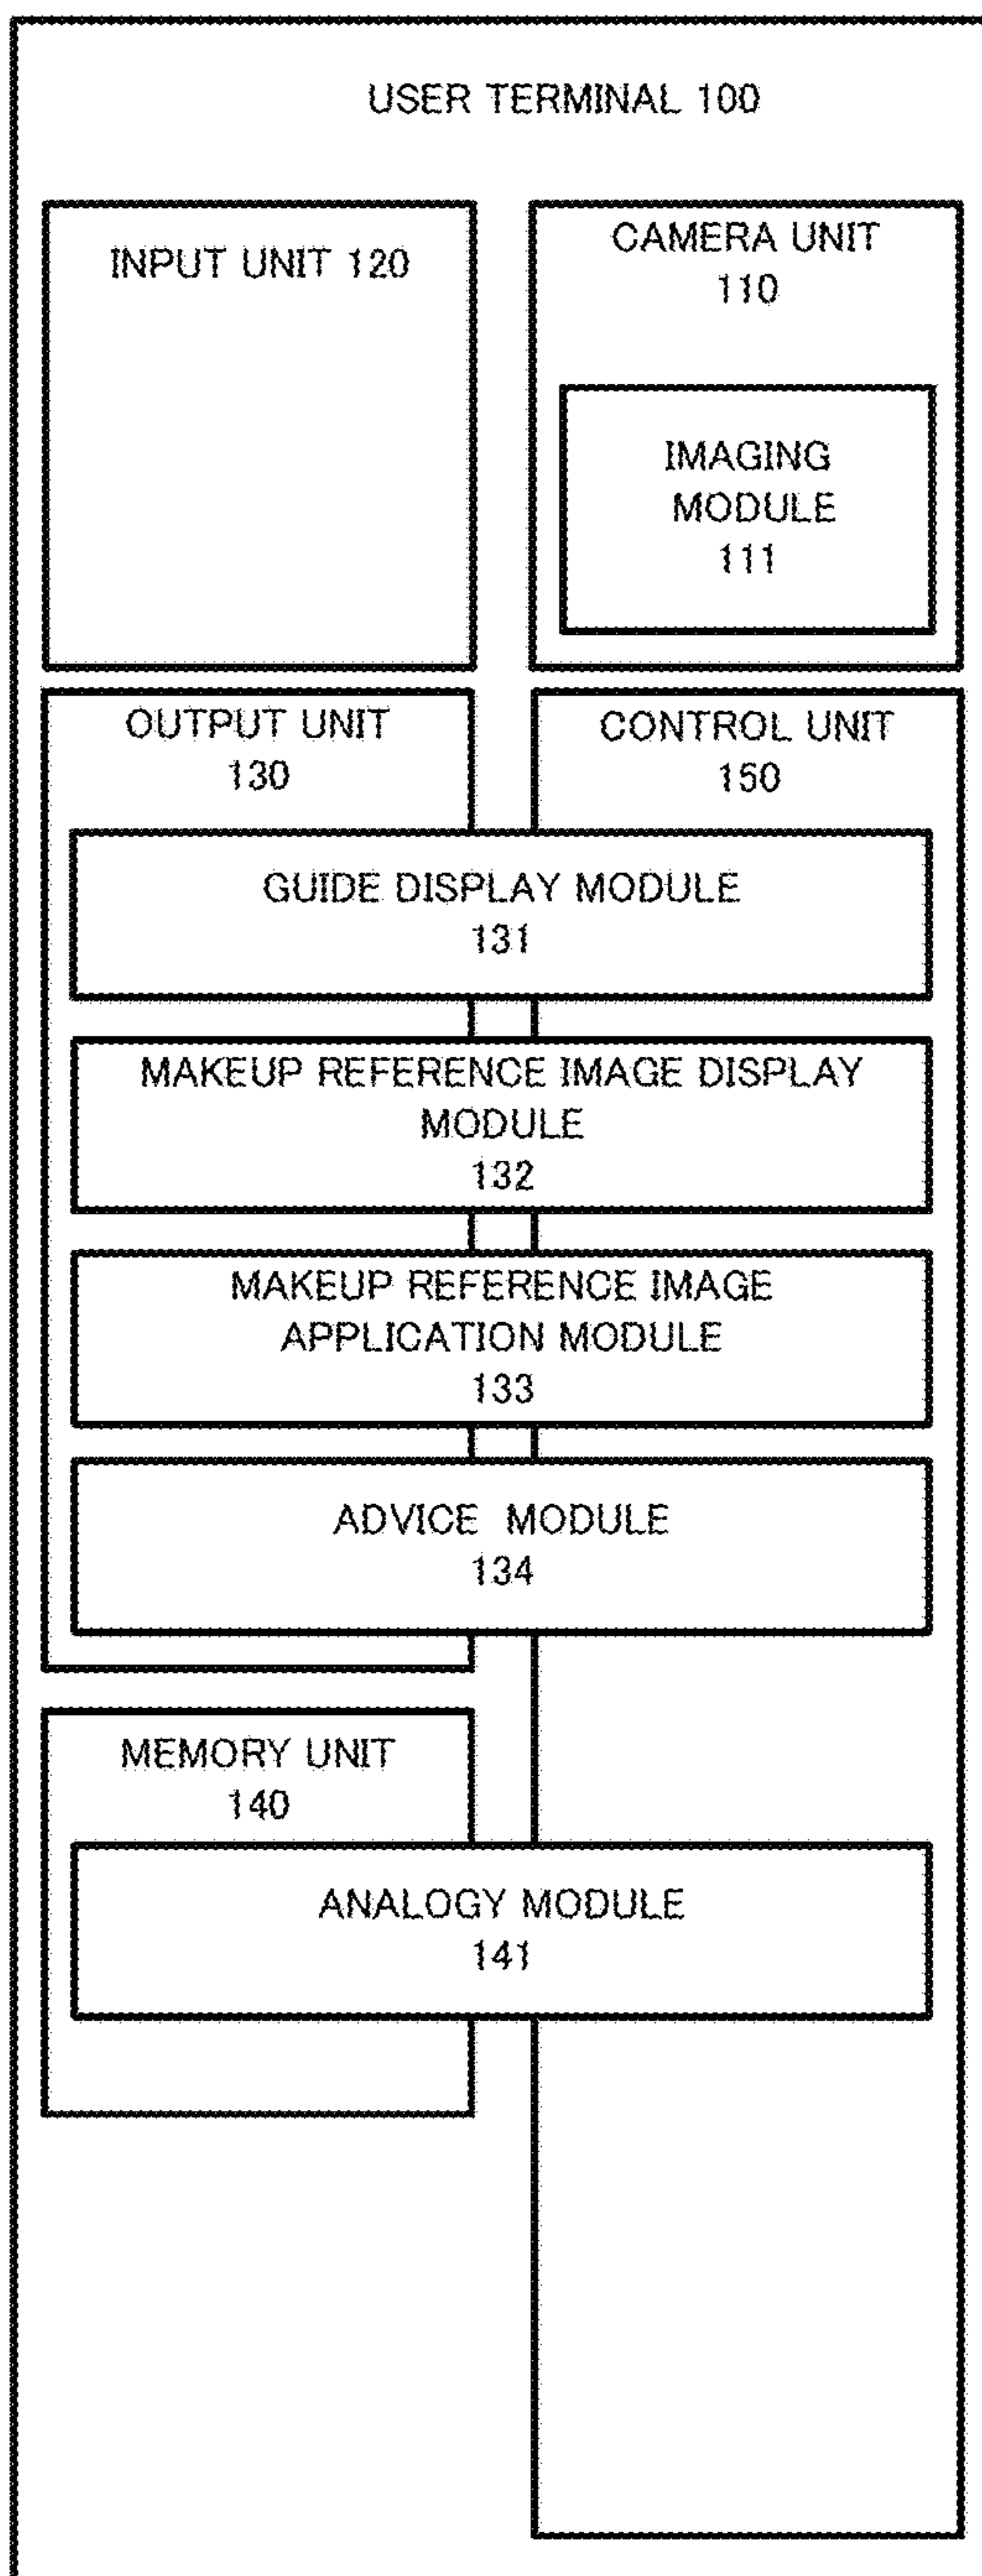 USER TERMINAL 100
INPUT UNIT 120
CAMERA UNIT
110
IMAGING
MODULE
111
OUTPUT UNIT
130
CONTROL UNIT
150
GUIDE DISPLAY MODULE
131
MAKEUP REFERENCE IMAGE DISPLAY
MODULE
132
MAKEUP REFERENCE IMAGE
APPLICATION MODULE
133
ADVICE MODULE
134
MEMORY UNIT
140
ANALOGY MODULE
141